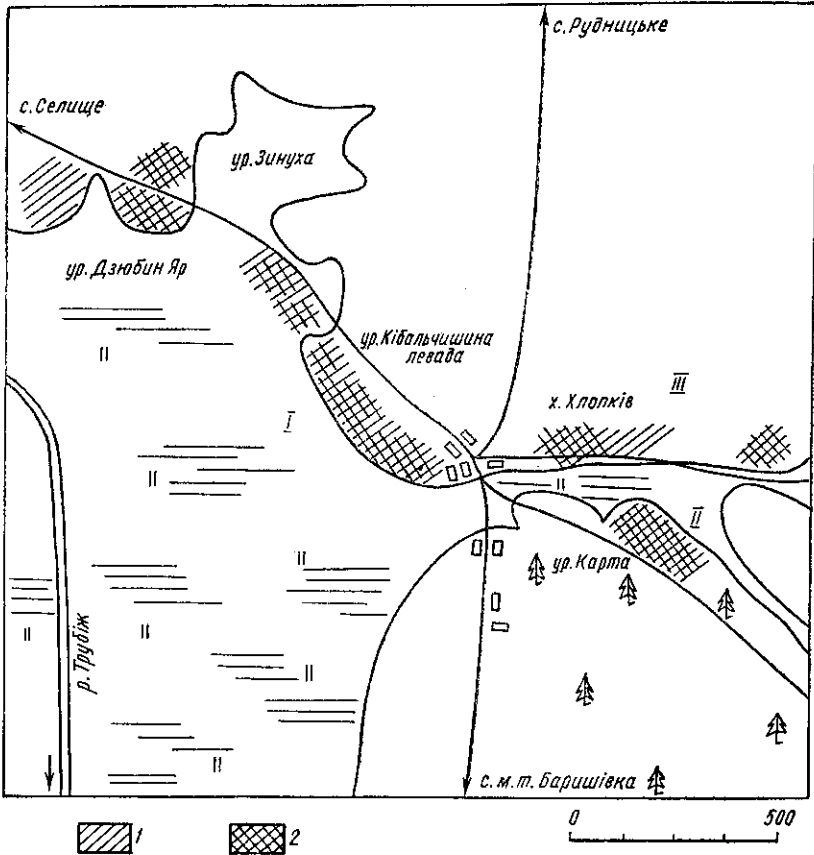 с. Рудницьке
с. Селище
ур. Зинуха
ур. Дзюбин Яр
ур. Кібальчишина
левада
х. Хлопків
III
I
II
ур. Карта
р. Трубіж
с.м.т. Баришівка
1
2
0
500